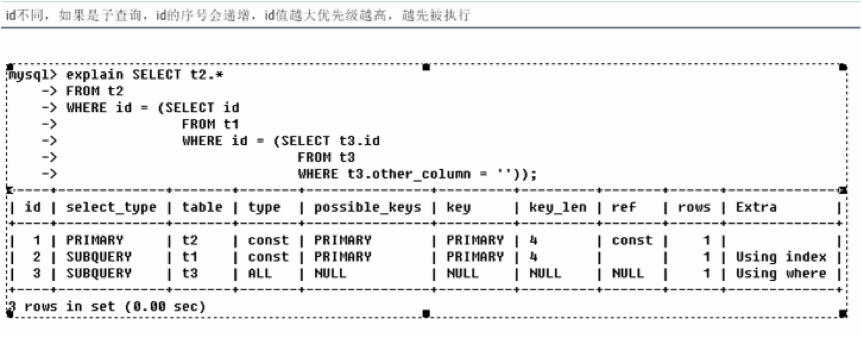 id不同，如果是子查询，id的序号会递增，id值越大优先级越高，越先被执行
mysql> explain SELECT t2.*
    -> FROM t2
    -> WHERE id = (SELECT id
    ->             FROM t1
    ->             WHERE id = (SELECT t3.id
    ->                         FROM t3
    ->                         WHERE t3.other_column = ''));
+----+-------------+-------+-------+---------------+---------+---------+-------+------+-------------+
| id | select_type | table | type  | possible_keys | key     | key_len | ref   | rows | Extra       |
+----+-------------+-------+-------+---------------+---------+---------+-------+------+-------------+
|  1 | PRIMARY     | t2    | const | PRIMARY       | PRIMARY | 4       | const |    1 |             |
|  2 | SUBQUERY    | t1    | const | PRIMARY       | PRIMARY | 4       |       |    1 | Using index |
|  3 | SUBQUERY    | t3    | ALL   | NULL          | NULL    | NULL    | NULL  |    1 | Using where |
+----+-------------+-------+-------+---------------+---------+---------+-------+------+-------------+
3 rows in set (0.00 sec)